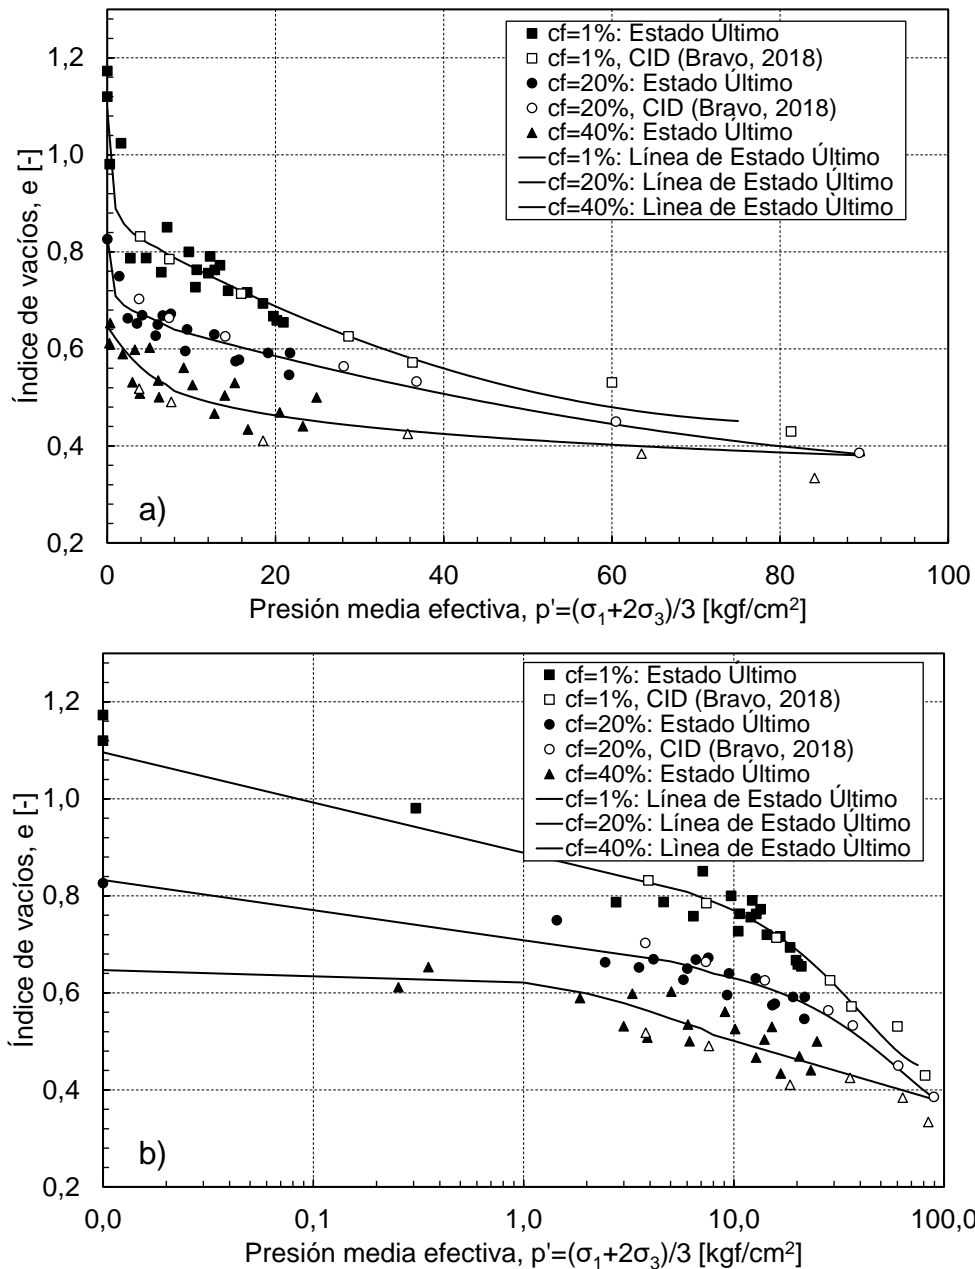 Índice de vacíos, e [-]
1,2
1,0
0,8
0,6
0,4
0,2
cf=1%: Estado Último
cf=1%, CID (Bravo, 2018)
cf=20%: Estado Último
cf=20%, CID (Bravo, 2018)
cf=40%: Estado Último
cf=1%: Línea de Estado Último
cf=20%: Línea de Estado Último
cf=40%: Lìnea de Estado Ùltimo
a)
0 20 40 60 80 100
Presión media efectiva, p'=(σ₁+2σ₃)/3 [kgf/cm²]
Índice de vacíos, e [-]
1,2
1,0
0,8
0,6
0,4
0,2
cf=1%: Estado Último
cf=1%, CID (Bravo, 2018)
cf=20%: Estado Último
cf=20%, CID (Bravo, 2018)
cf=40%: Estado Último
cf=1%: Línea de Estado Último
cf=20%: Línea de Estado Último
cf=40%: Lìnea de Estado Ùltimo
b)
0,0 0,1 1,0 10,0 100,0
Presión media efectiva, p'=(σ₁+2σ₃)/3 [kgf/cm²]